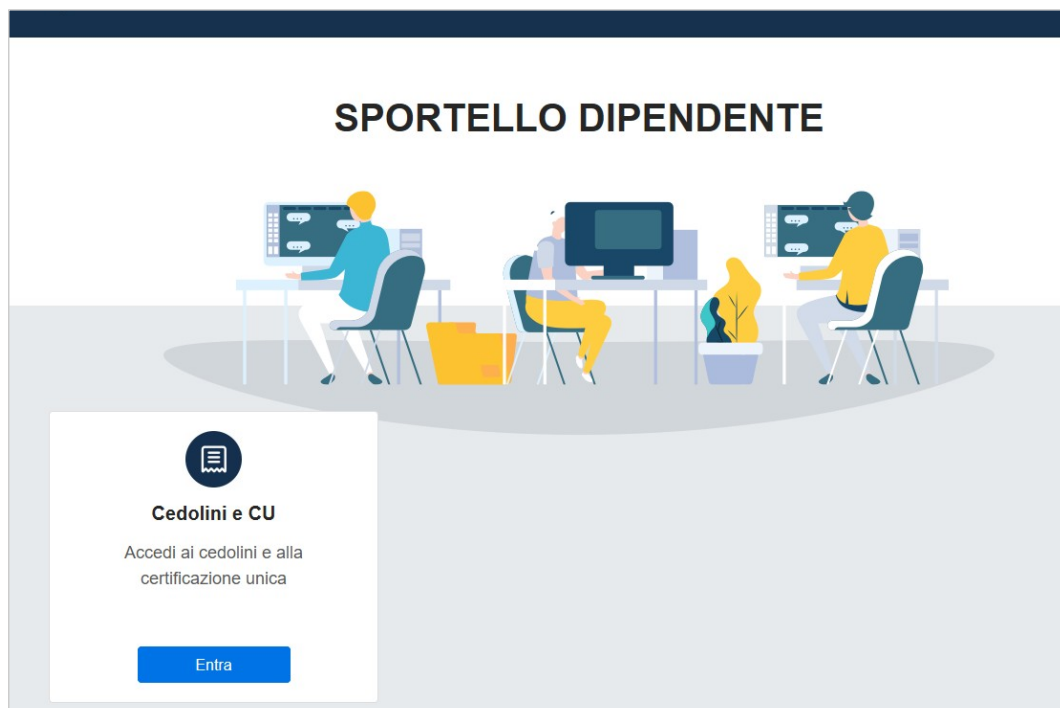 SPORTELLO DIPENDENTE
Cedolini e CU
Accedi ai cedolini e alla
certificazione unica
Entra